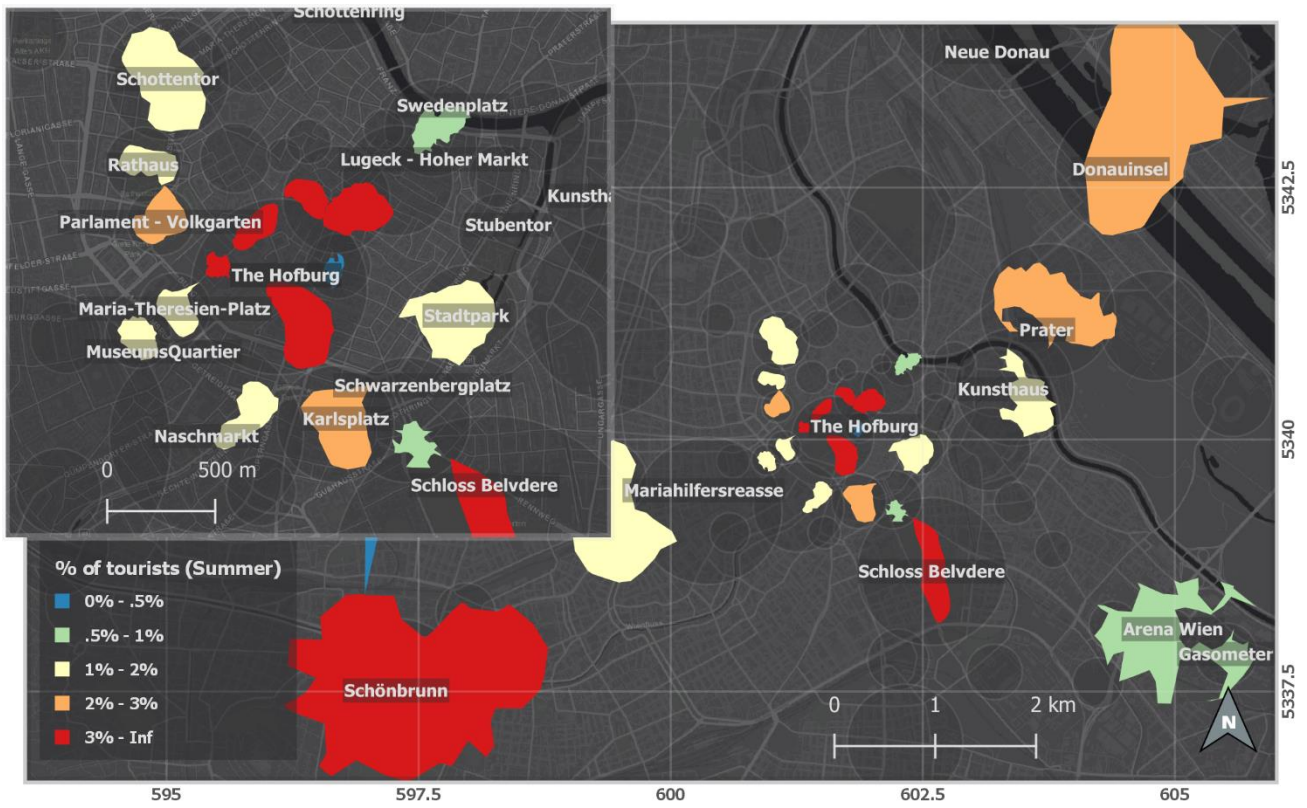 Schottenring
Schottentor
Swedenplatz
Rathaus
Lugeck - Hoher Markt
Kunstha
Parlament - Volkgarten
Stubentor
The Hofburg
Maria-Theresien-Platz
Stadtpark
MuseumsQuartier
Schwarzenbergplatz
Karlsplatz
Naschmarkt
0 500 m
Schloss Belvdere
Neue Donau
Donauinsel
Prater
Kunsthaus
The Hofburg
Mariahilfersreasse
Schloss Belvdere
Arena Wien
Gasometer
Schönbrunn
% of tourists (Summer)
0% - .5%
.5% - 1%
1% - 2%
2% - 3%
3% - Inf
0 1 2 km
N
5342.5
5340
5337.5
595 597.5 600 602.5 605